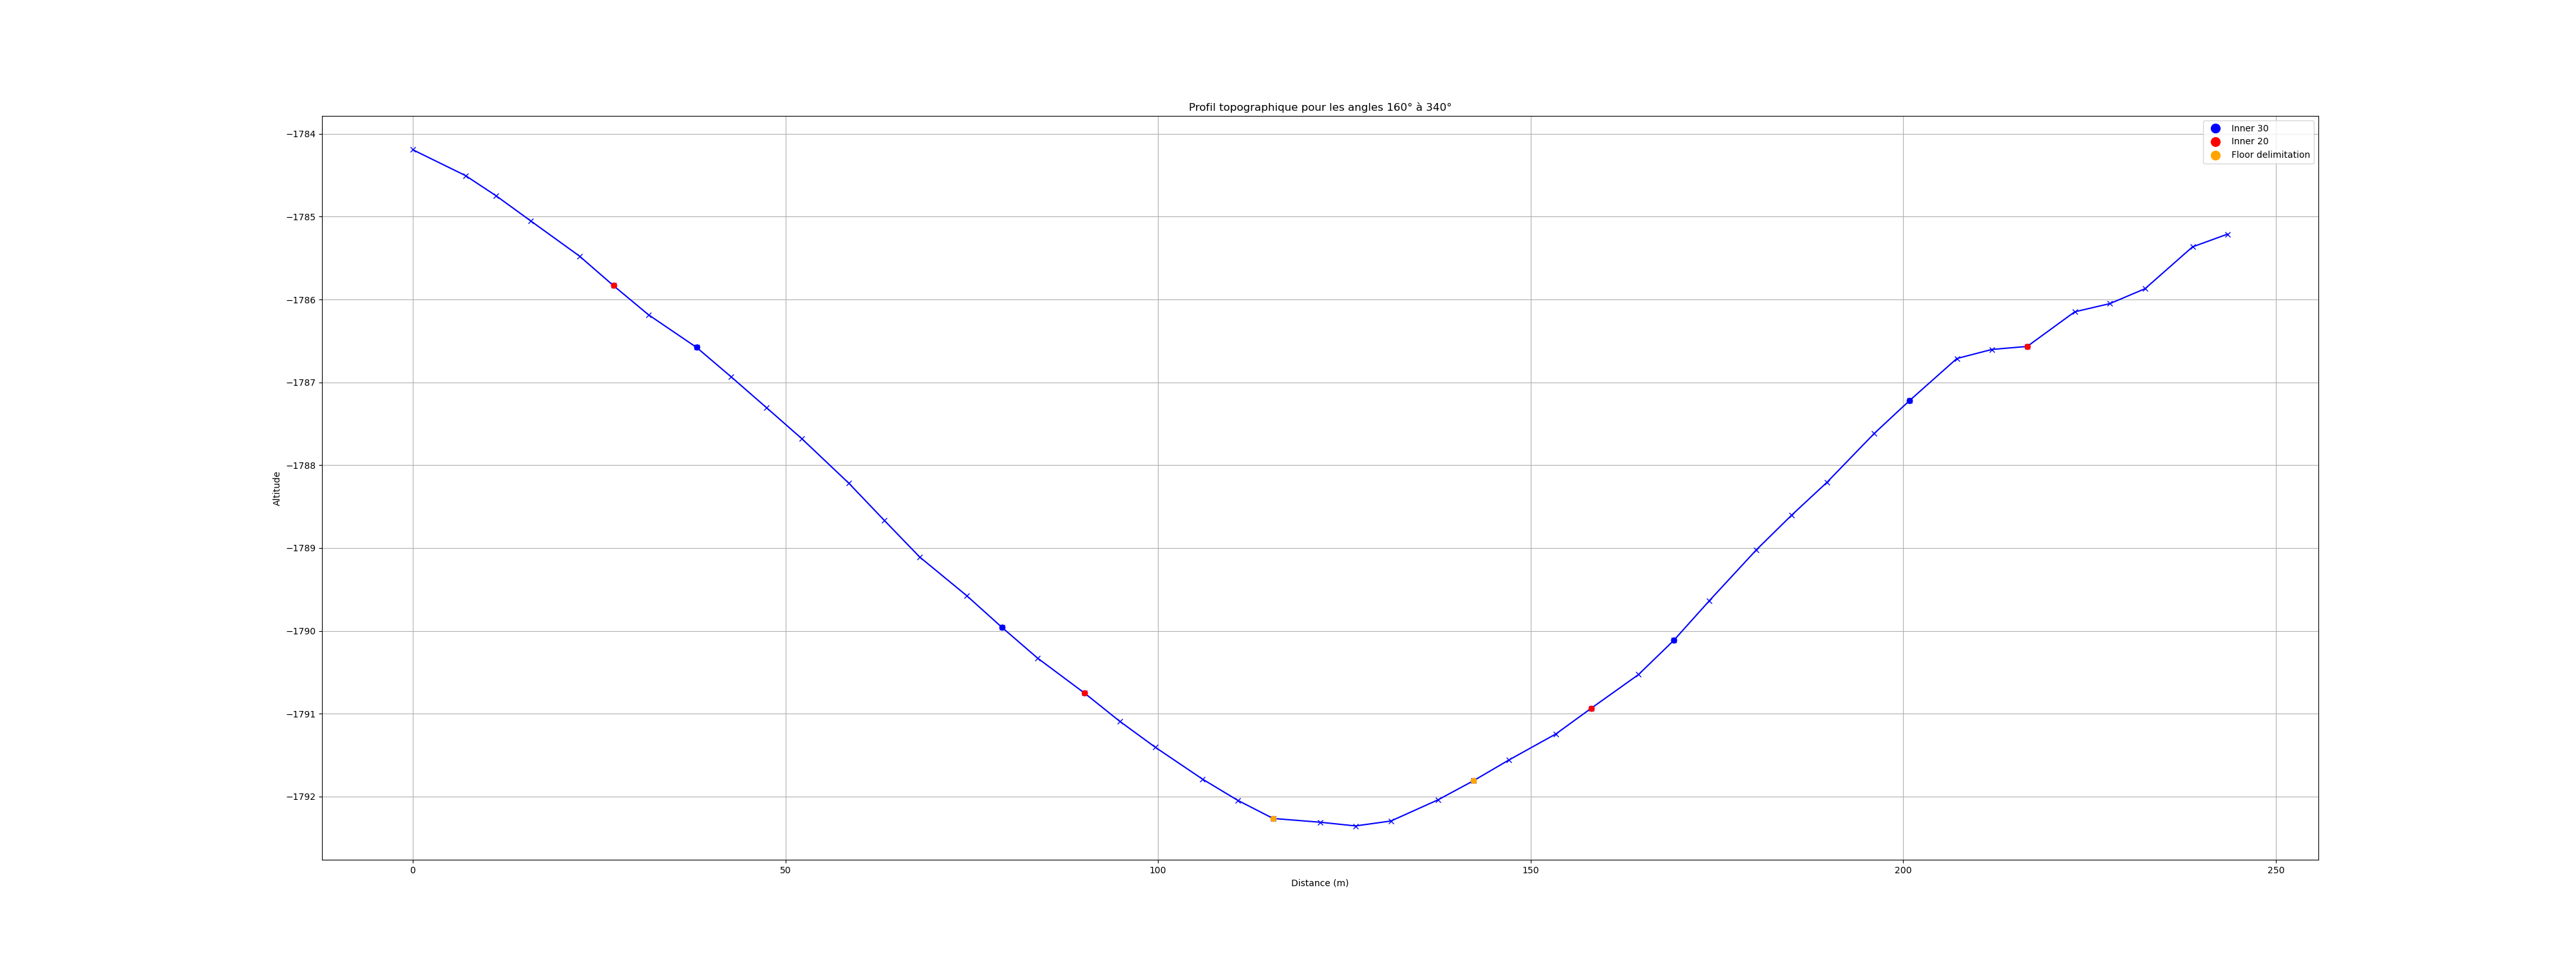 Profil topographique pour les angles 160° à 340°
Inner 30
Inner 20
Floor delimitation
Altitude
−1784
−1785
−1786
−1787
−1788
−1789
−1790
−1791
−1792
0 50 100 150 200 250
Distance (m)